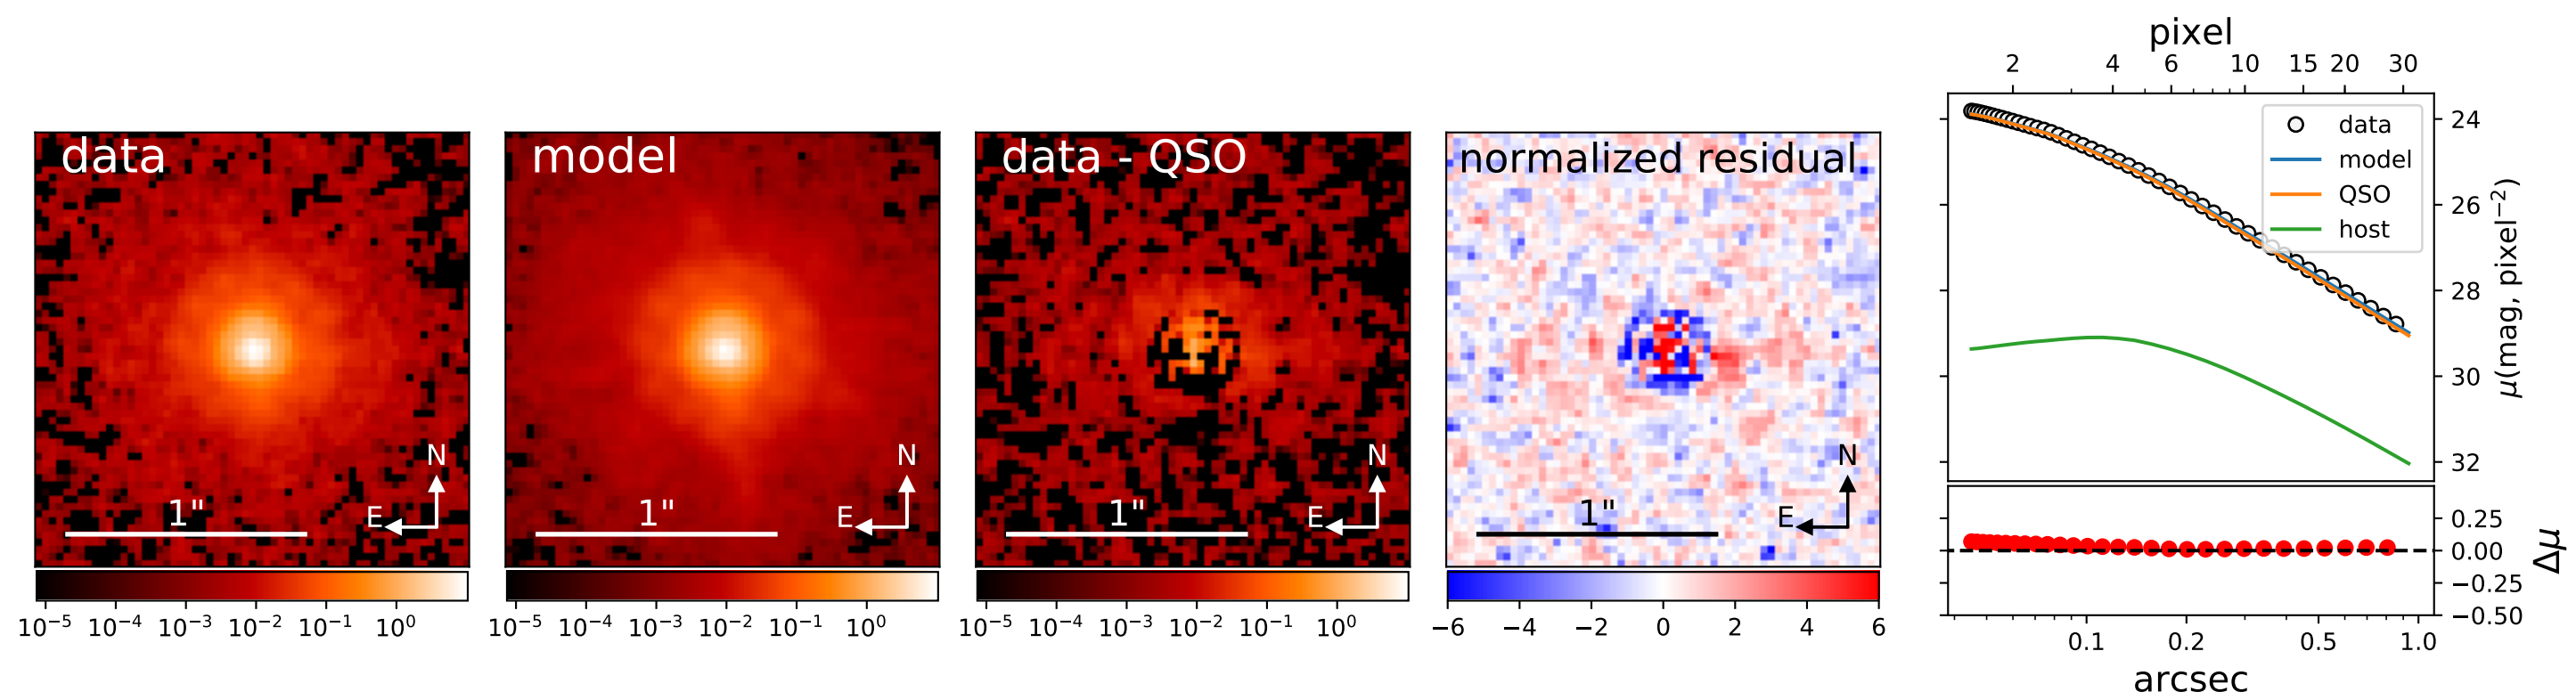 data
N
E
1"
10⁻⁵ 10⁻⁴ 10⁻³ 10⁻² 10⁻¹ 10⁰
model
N
E
1"
10⁻⁵ 10⁻⁴ 10⁻³ 10⁻² 10⁻¹ 10⁰
data - QSO
N
E
1"
10⁻⁵ 10⁻⁴ 10⁻³ 10⁻² 10⁻¹ 10⁰
normalized residual
N
E
1"
−6 −4 −2 0 2 4 6
pixel
2 4 6 10 15 20 30
data
model
QSO
host
24
26
28
30
32
μ(mag, pixel⁻²)
0.25
0.00
−0.25
−0.50
Δμ
0.1 0.2 0.5 1.0
arcsec